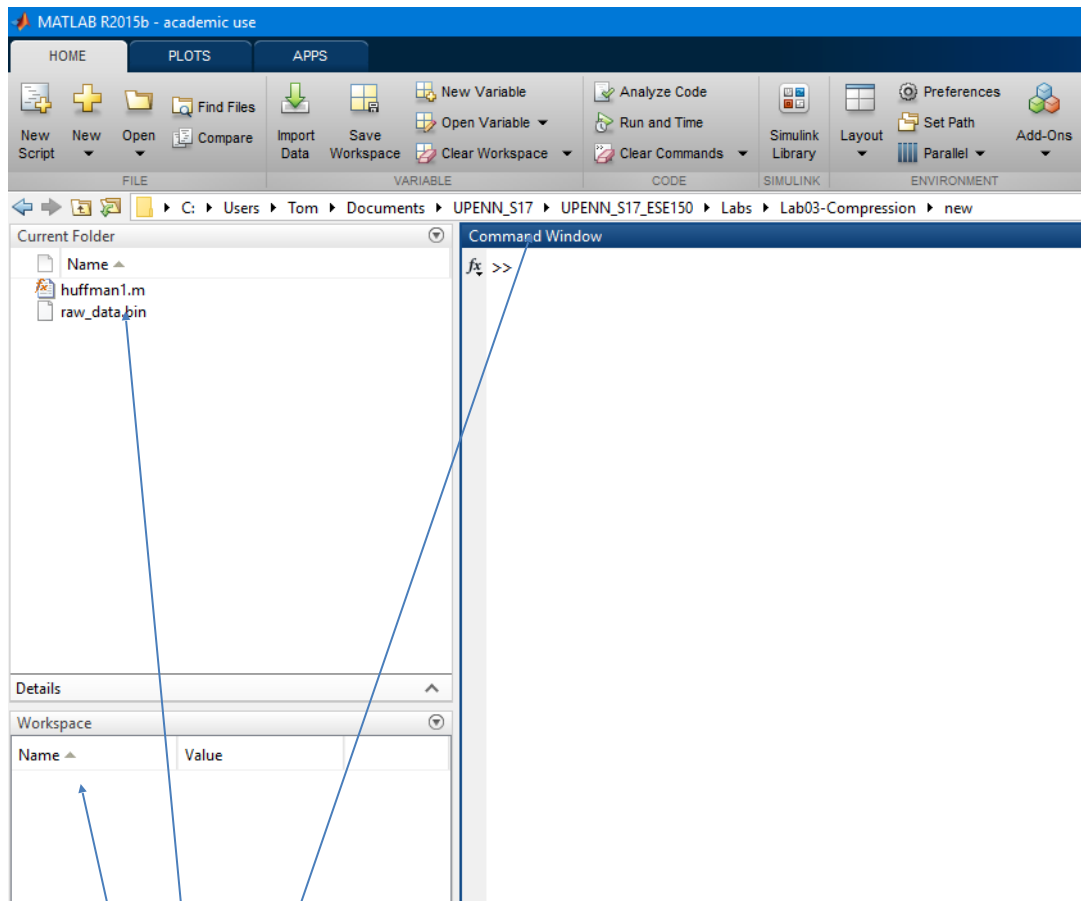 MATLAB R2015b - academic use
HOME PLOTS APPS
New Script
New
Open
Find Files
Compare
Import Data
Save Workspace
New Variable
Open Variable
Clear Workspace
Analyze Code
Run and Time
Clear Commands
Simulink Library
Layout
Preferences
Set Path
Parallel
Add-Ons
FILE VARIABLE CODE SIMULINK ENVIRONMENT
C: Users Tom Documents UPENN_S17 UPENN_S17_ESE150 Labs Lab03-Compression new
Current Folder
Name
huffman1.m
raw_data.bin
Command Window
fx >>
Details
Workspace
Name Value